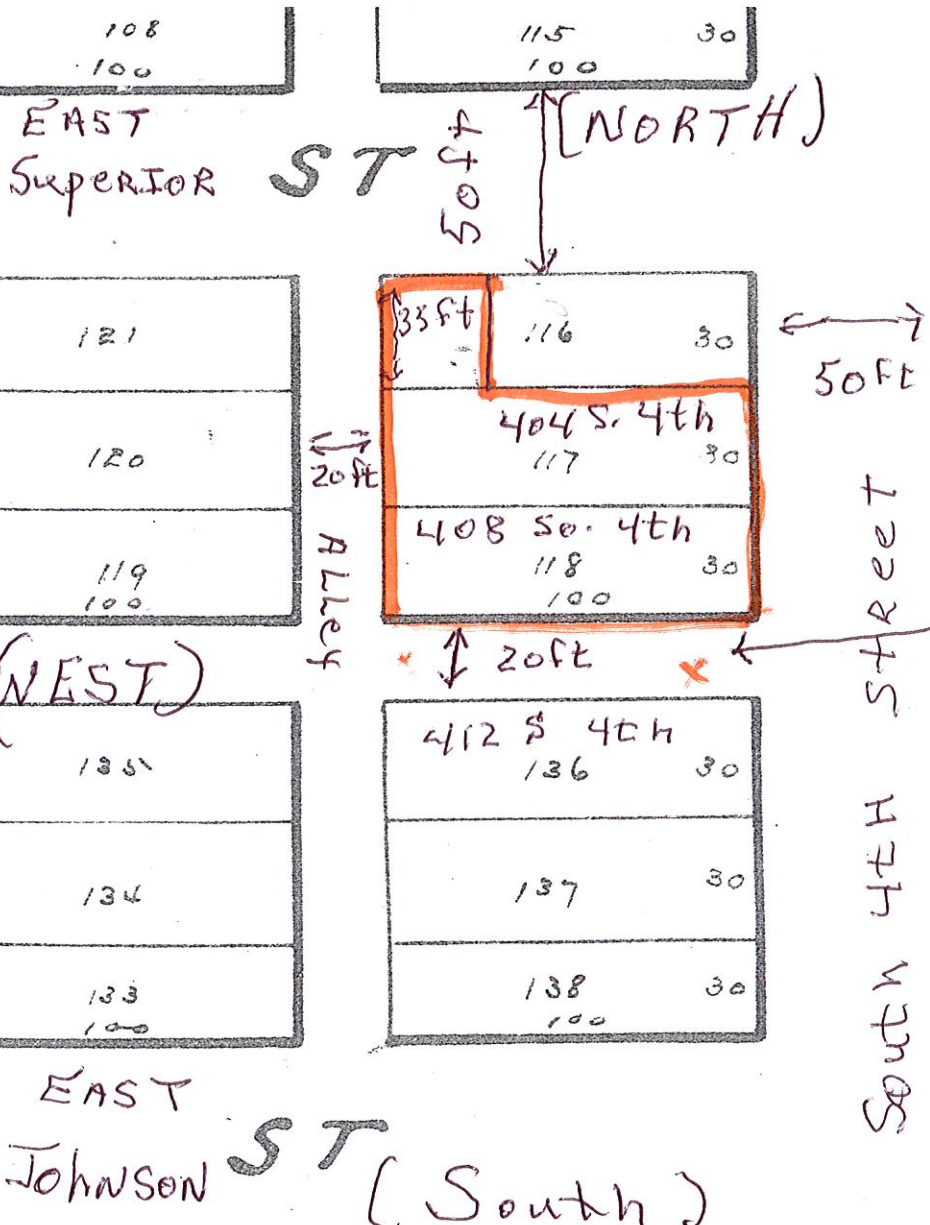 108
100
115 30
100
EAST
Superior ST
50ft
(NORTH)
121
33ft
116 30
50ft
120
20ft
404 S. 4th
117 30
119
100
ALLey
408 So. 4th
118 30
100
(WEST)
20ft
x
x
South 4tH StReet
135
412 S 4th
136 30
134
137 30
133
100
138 30
100
EAST
Johnson ST
(South)